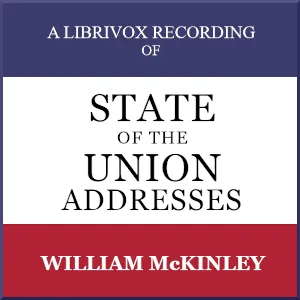 A LIBRIVOX RECORDING
OF
STATE
OF THE
UNION
ADDRESSES
WILLIAM McKINLEY